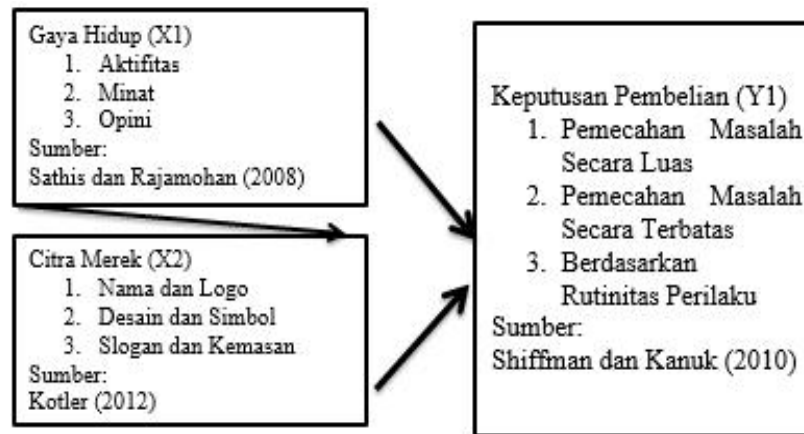 Gaya Hidup (X1)
1. Aktifitas
2. Minat
3. Opini
Sumber:
Sathis dan Rajamohan (2008)
Citra Merek (X2)
1. Nama dan Logo
2. Desain dan Simbol
3. Slogan dan Kemasan
Sumber:
Kotler (2012)
Keputusan Pembelian (Y1)
1. Pemecahan Masalah
Secara Luas
2. Pemecahan Masalah
Secara Terbatas
3. Berdasarkan
Rutinitas Perilaku
Sumber:
Shiffman dan Kanuk (2010)